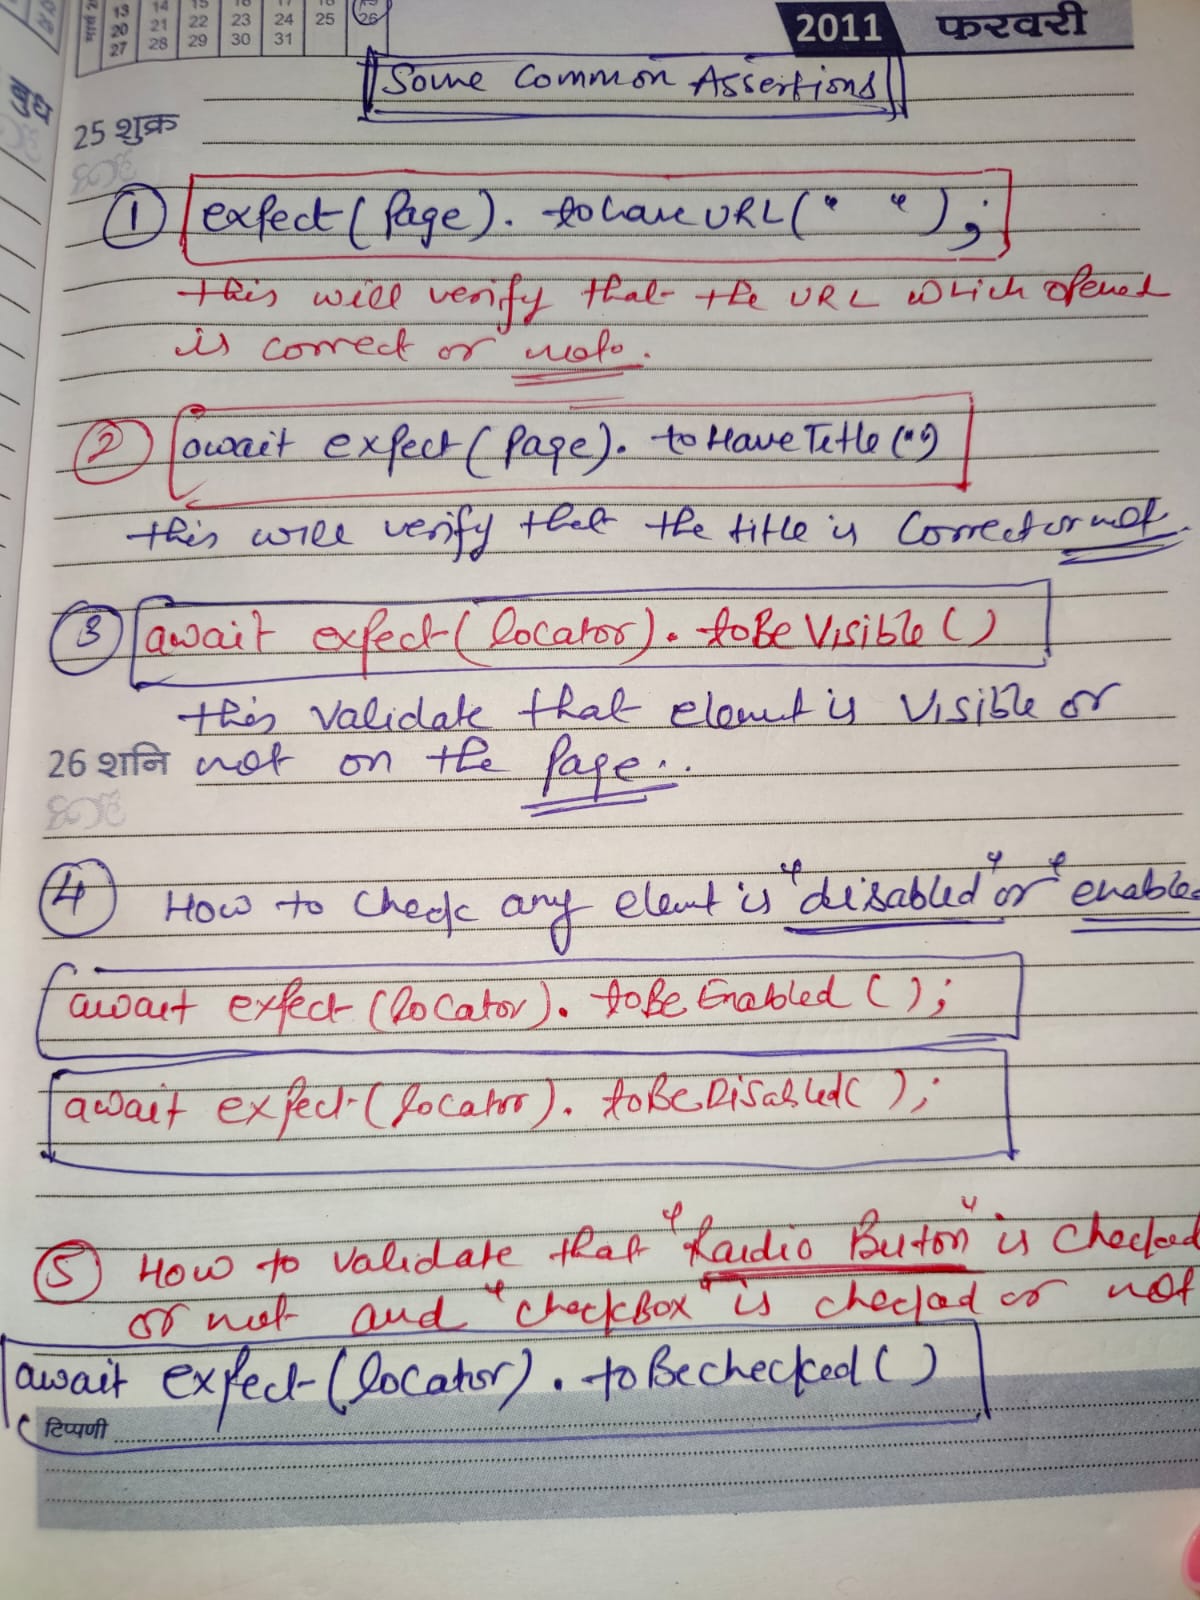 13 14 15 16 17 18
20 21 22 23 24 25 26
27 28 29 30 31
2011 फरवरी
Some Common Assertions
25 शुक्र
① expect(Page). tohaveURL(" ");
this will verify that the URL which opened
is correct or not.
② await expect(Page). toHaveTitle("")
this will verify that the title is Correct or not
③ await expect(locator). toBeVisible()
this validate that element is Visible or
26 शनि not on the Page..
④ How to check any elemt is "disabled" or "enable
await expect(locator). toBeEnabled();
await expect(locator). toBeDisabled();
⑤ How to validate that "Raidio Buton" is checked
or not and "checkBox" is checked or not
await expect(locator). toBechecked()
टिप्पणी